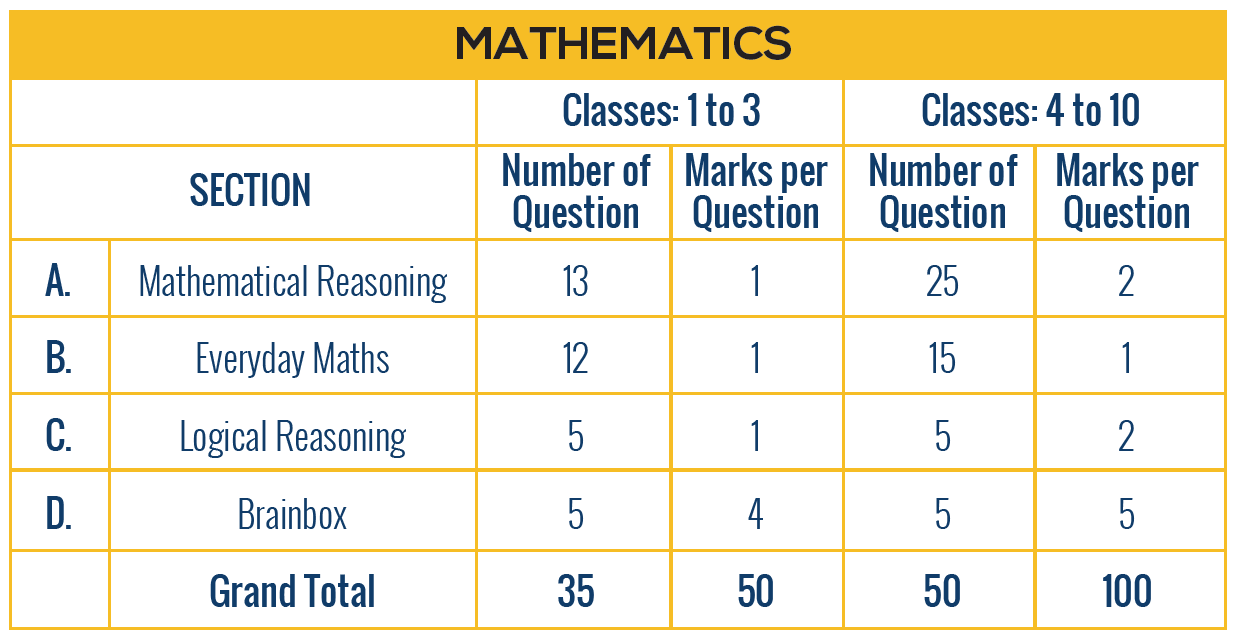 MATHEMATICS
Classes: 1 to 3 Classes: 4 to 10
SECTION Number of Question Marks per Question Number of Question Marks per Question
A. Mathematical Reasoning 13 1 25 2
B. Everyday Maths 12 1 15 1
C. Logical Reasoning 5 1 5 2
D. Brainbox 5 4 5 5
Grand Total 35 50 50 100